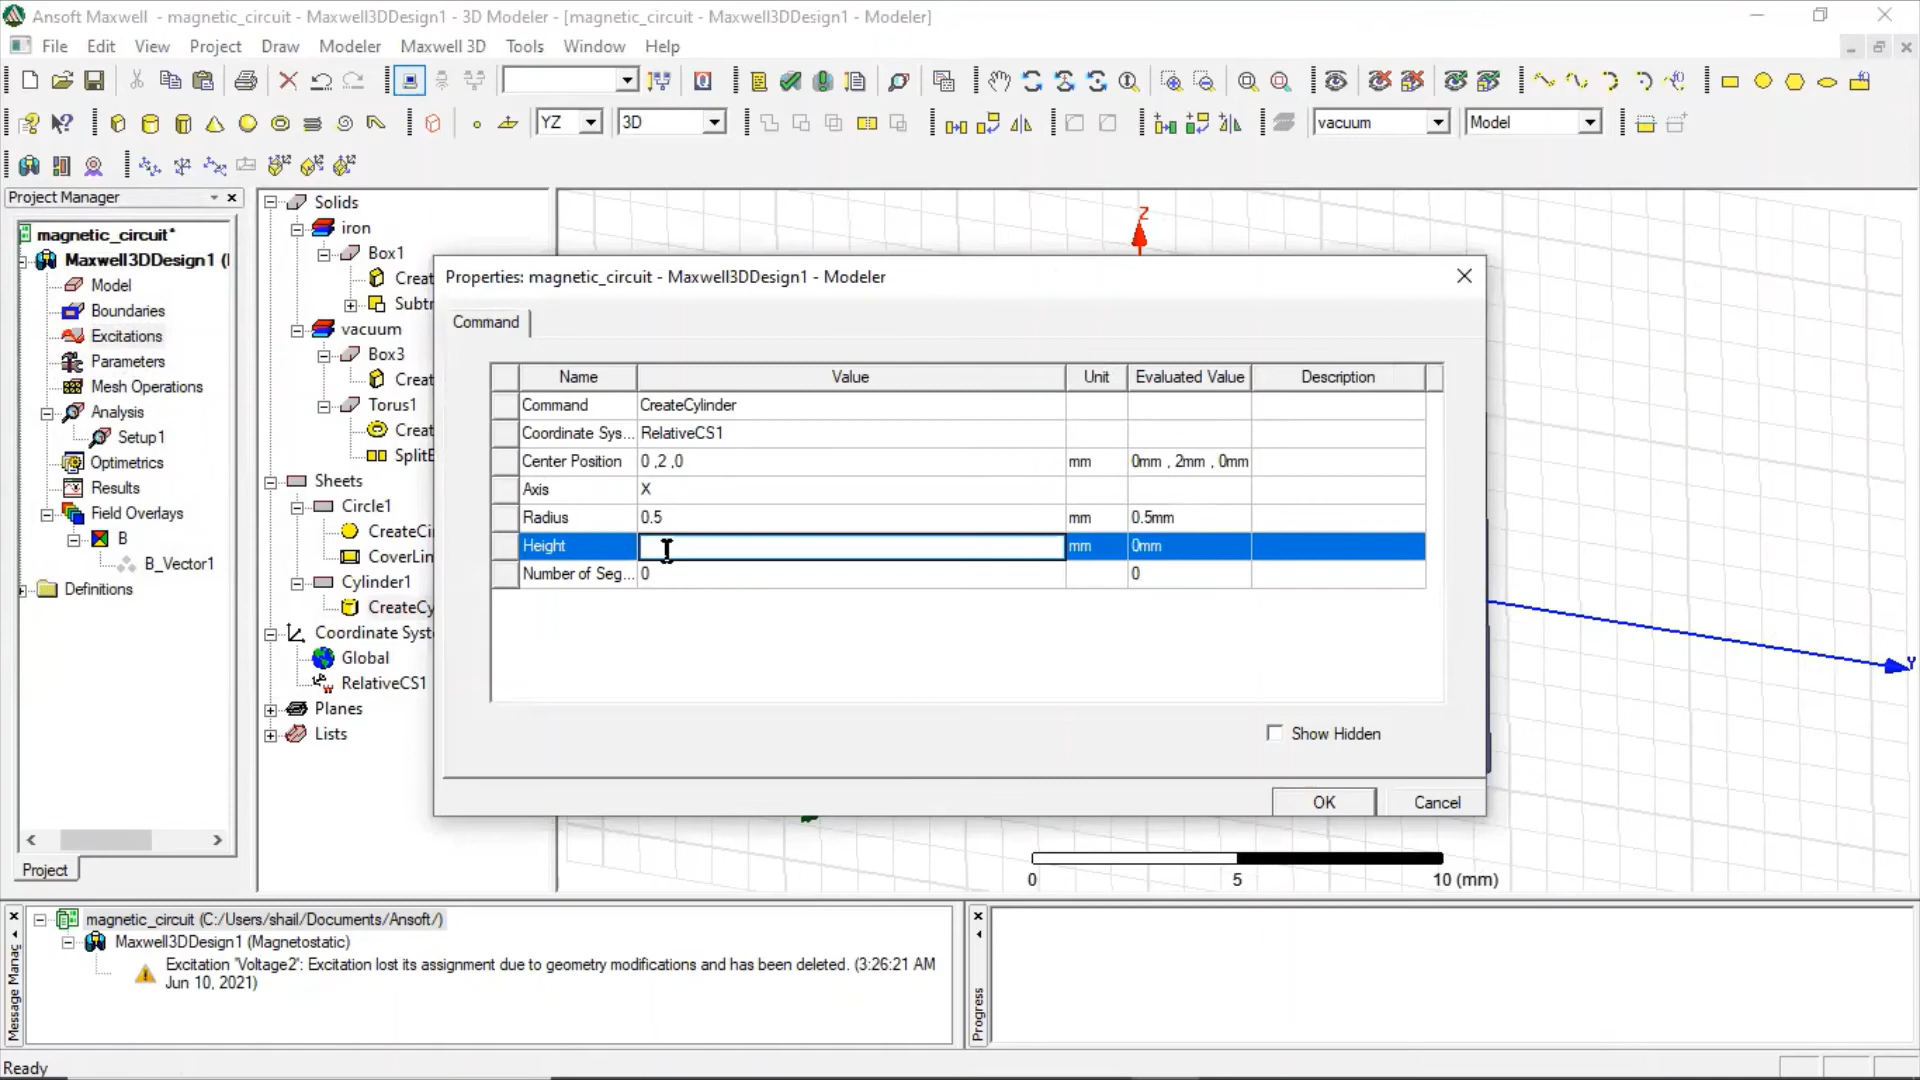 Ansoft Maxwell - magnetic_circuit - Maxwell3DDesign1 - 3D Modeler - [magnetic_circuit - Maxwell3DDesign1 - Modeler]
File Edit View Project Draw Modeler Maxwell 3D Tools Window Help
YZ 3D vacuum Model
Project Manager
magnetic_circuit*
Maxwell3DDesign1 (
Model
Boundaries
Excitations
Parameters
Mesh Operations
Analysis
Setup1
Optimetrics
Results
Field Overlays
B
B_Vector1
Definitions
Project
Solids
iron
Box1
Creat
Subtr
vacuum
Box3
Creat
Torus1
Creat
SplitE
Sheets
Circle1
CreateCi
CoverLin
Cylinder1
CreateCy
Coordinate Syst
Global
RelativeCS1
Planes
Lists
Z
Y
Properties: magnetic_circuit - Maxwell3DDesign1 - Modeler
Command
Name Value Unit Evaluated Value Description
Command CreateCylinder
Coordinate Sys... RelativeCS1
Center Position 0 ,2 ,0 mm 0mm , 2mm , 0mm
Axis X
Radius 0.5 mm 0.5mm
Height mm 0mm
Number of Seg... 0 0
Show Hidden
OK Cancel
0 5 10 (mm)
Message Manac
magnetic_circuit (C:/Users/shail/Documents/Ansoft/)
Maxwell3DDesign1 (Magnetostatic)
Excitation 'Voltage2': Excitation lost its assignment due to geometry modifications and has been deleted. (3:26:21 AM
Jun 10, 2021)
Progress
Ready